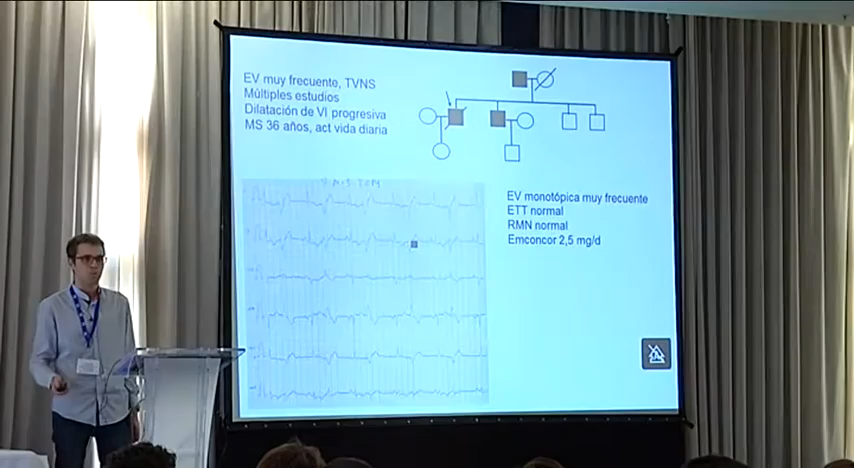 EV muy frecuente, TVNS
Múltiples estudios
Dilatación de VI progresiva
MS 36 años, act vida diaria
EV monotópica muy frecuente
ETT normal
RMN normal
Emconcor 2,5 mg/d